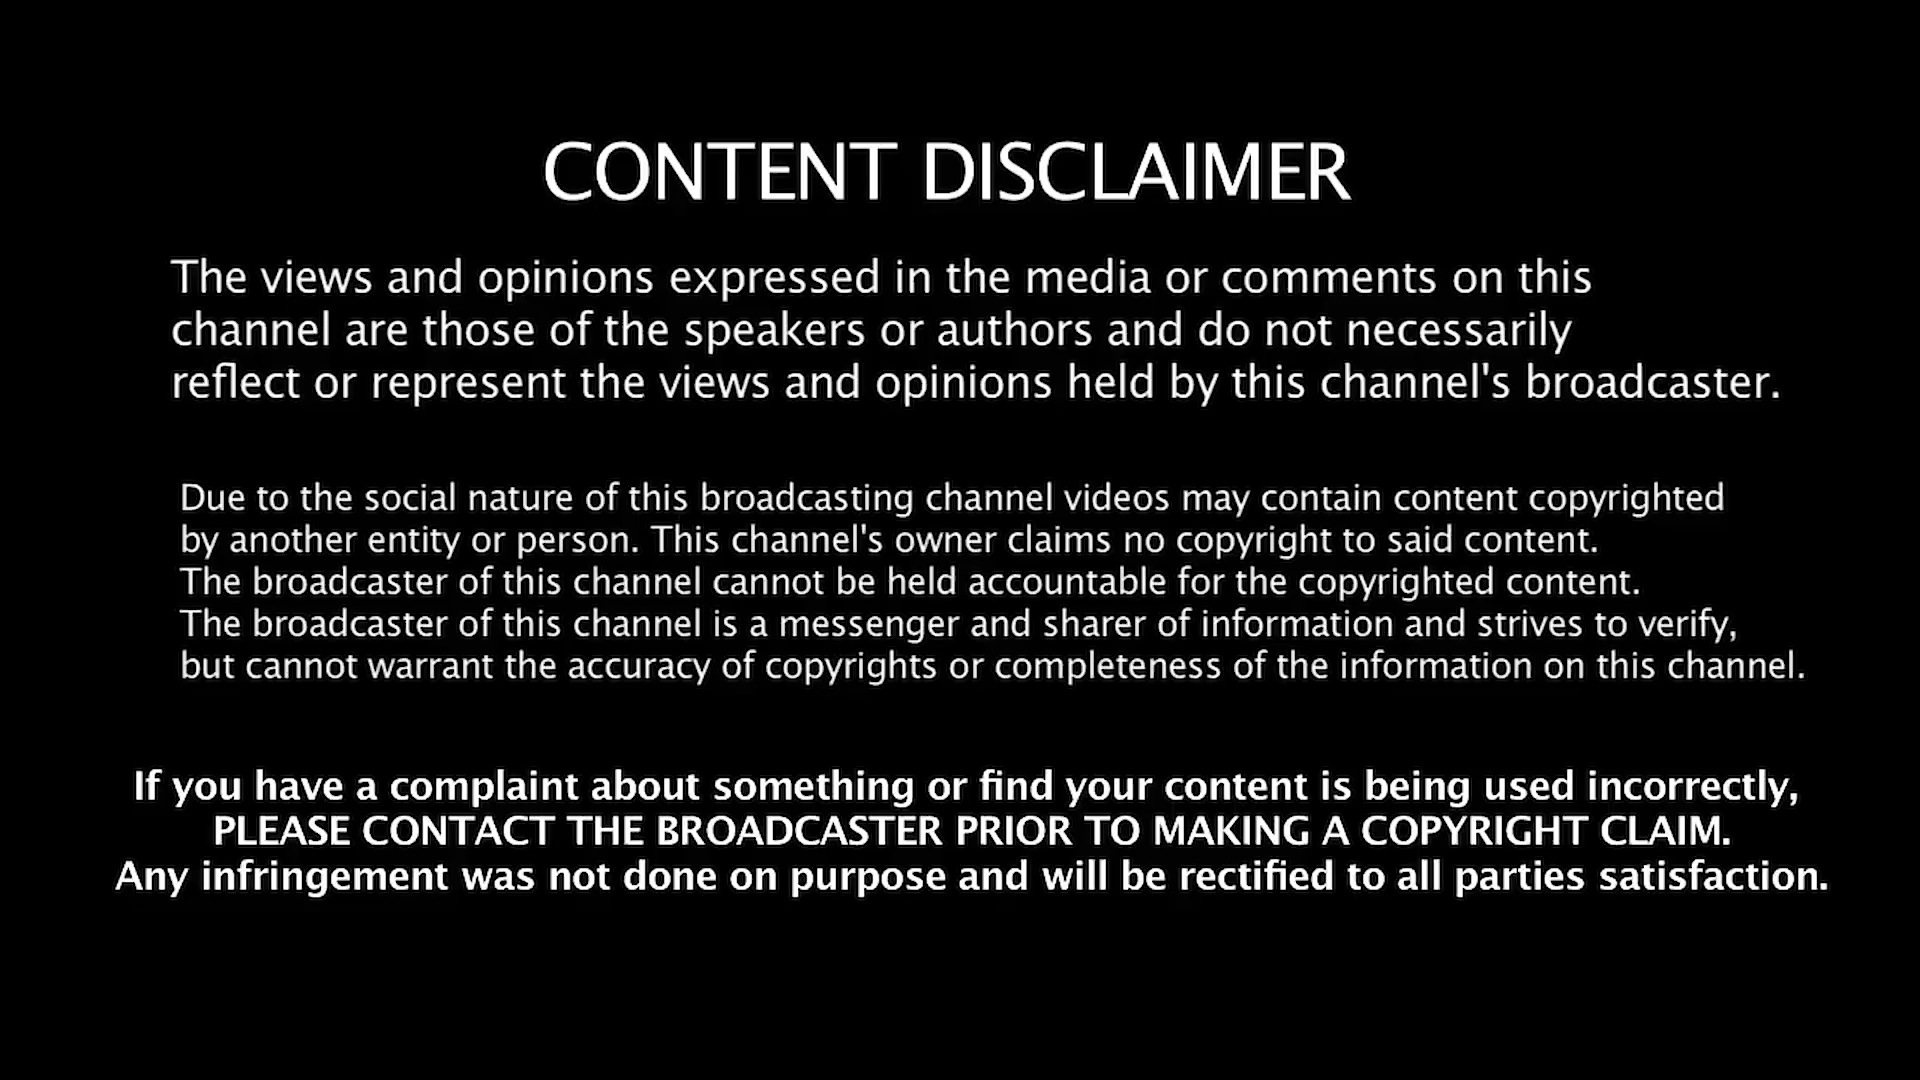 CONTENT DISCLAIMER
The views and opinions expressed in the media or comments on this
channel are those of the speakers or authors and do not necessarily
reflect or represent the views and opinions held by this channel's broadcaster.
Due to the social nature of this broadcasting channel videos may contain content copyrighted
by another entity or person. This channel's owner claims no copyright to said content.
The broadcaster of this channel cannot be held accountable for the copyrighted content.
The broadcaster of this channel is a messenger and sharer of information and strives to verify,
but cannot warrant the accuracy of copyrights or completeness of the information on this channel.
If you have a complaint about something or find your content is being used incorrectly,
PLEASE CONTACT THE BROADCASTER PRIOR TO MAKING A COPYRIGHT CLAIM.
Any infringement was not done on purpose and will be rectified to all parties satisfaction.